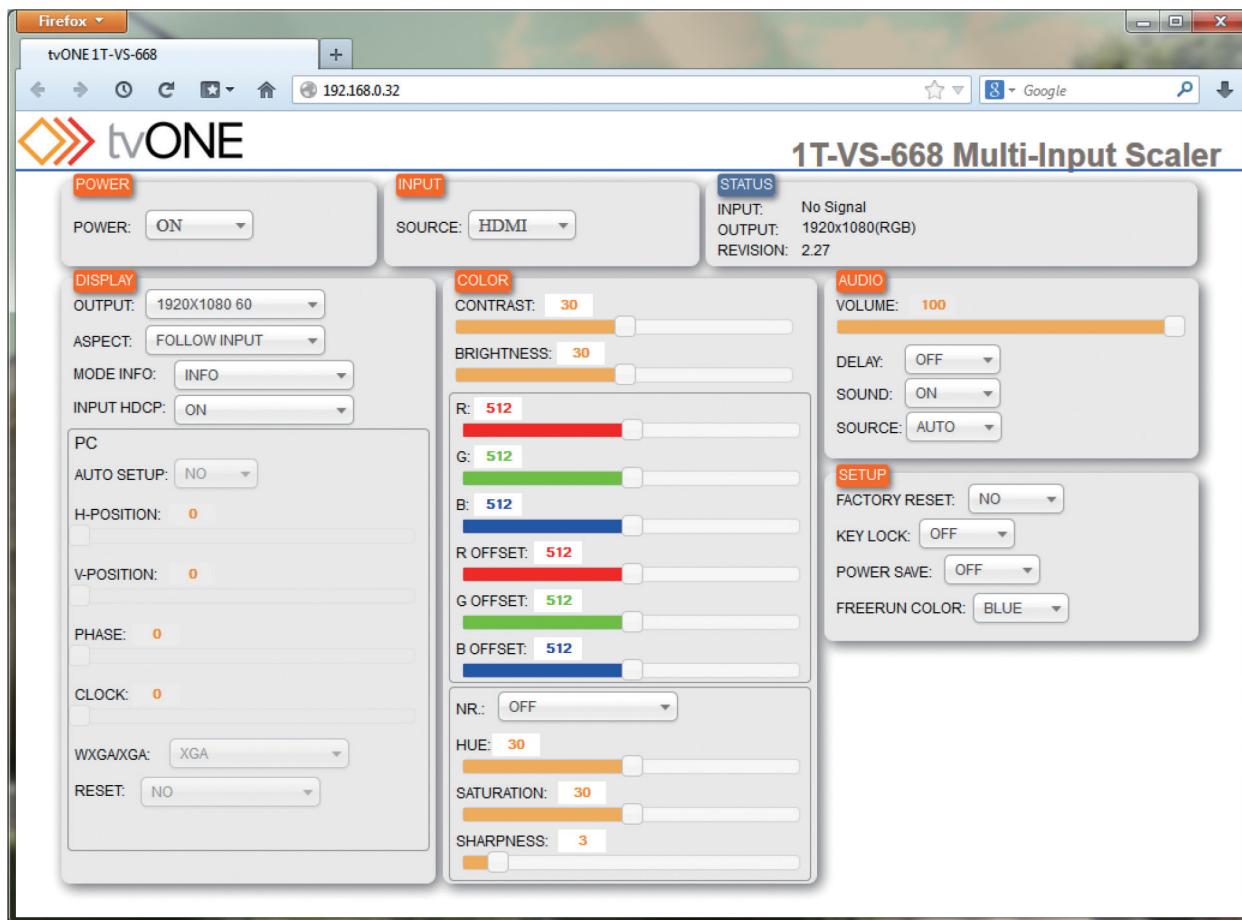 Firefox
tvONE 1T-VS-668
192.168.0.32
Google
tvONE
1T-VS-668 Multi-Input Scaler
POWER
POWER: ON
INPUT
SOURCE: HDMI
STATUS
INPUT: No Signal
OUTPUT: 1920x1080(RGB)
REVISION: 2.27
DISPLAY
OUTPUT: 1920X1080 60
ASPECT: FOLLOW INPUT
MODE INFO: INFO
INPUT HDCP: ON
PC
AUTO SETUP: NO
H-POSITION: 0
V-POSITION: 0
PHASE: 0
CLOCK: 0
WXGA/XGA: XGA
RESET: NO
COLOR
CONTRAST: 30
BRIGHTNESS: 30
R: 512
G: 512
B: 512
R OFFSET: 512
G OFFSET: 512
B OFFSET: 512
NR.: OFF
HUE: 30
SATURATION: 30
SHARPNESS: 3
AUDIO
VOLUME: 100
DELAY: OFF
SOUND: ON
SOURCE: AUTO
SETUP
FACTORY RESET: NO
KEY LOCK: OFF
POWER SAVE: OFF
FREERUN COLOR: BLUE